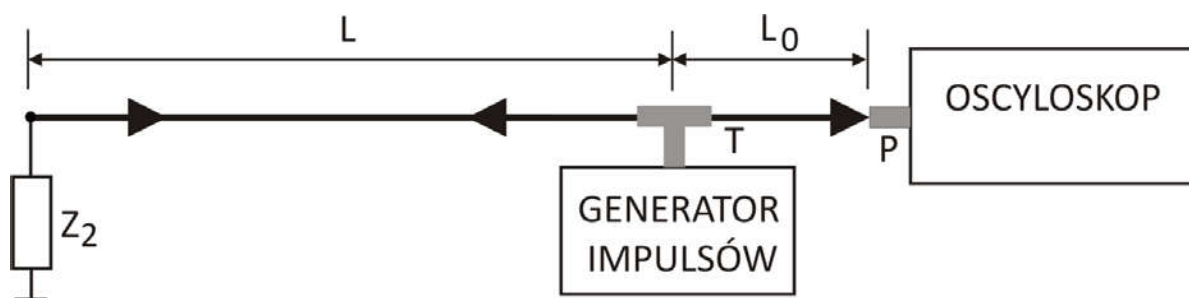 L
L0
OSCYLOSKOP
T
P
GENERATOR
IMPULSÓW
Z2